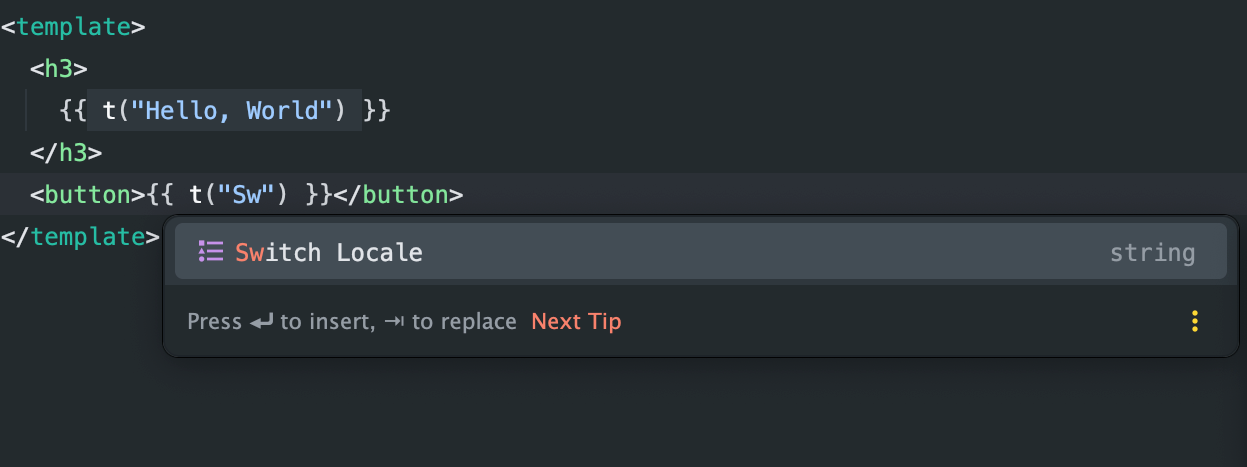 <template>
<h3>
{{ t("Hello, World") }}
</h3>
<button>{{ t("Sw") }}</button>
</template>
Switch Locale string
Press ↵ to insert, ⇥ to replace Next Tip